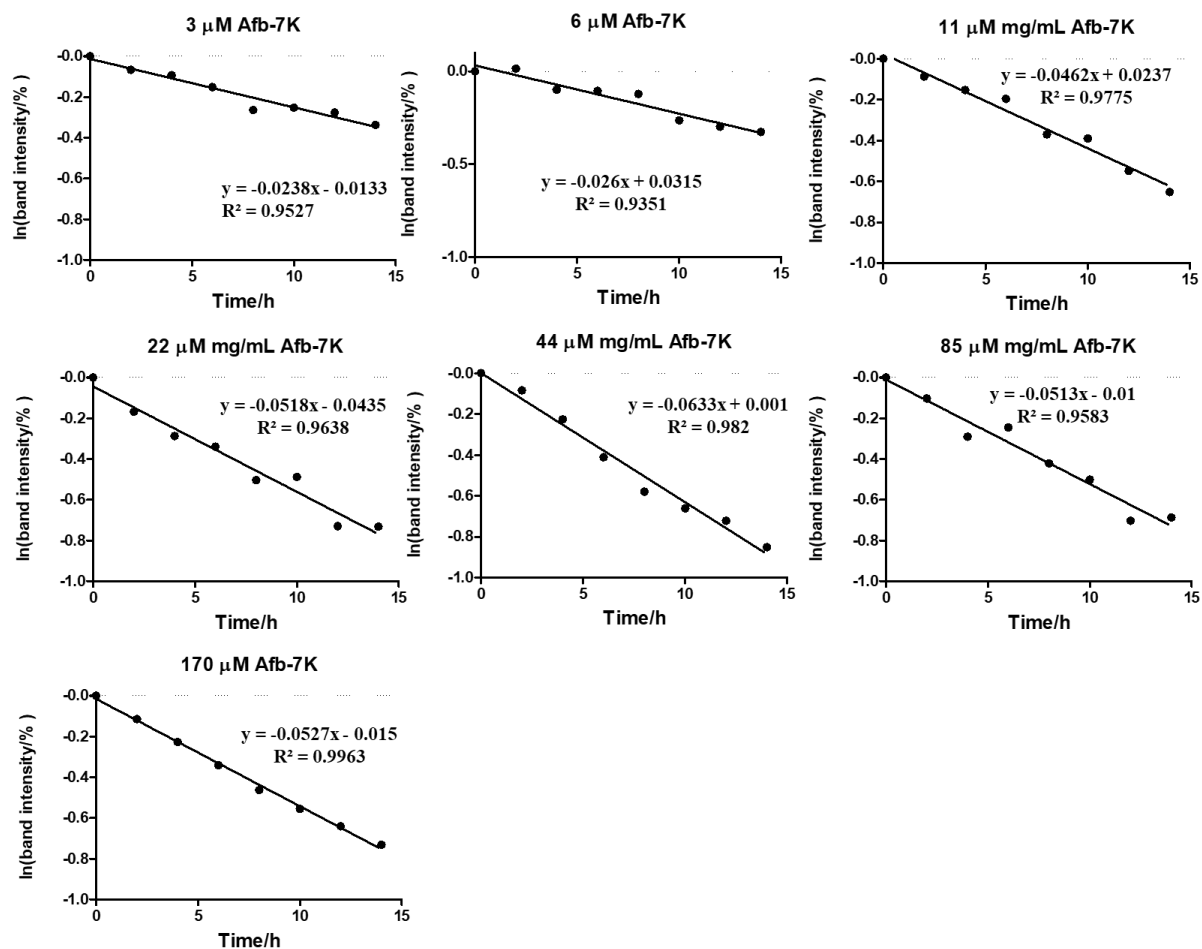 3 μM Afb-7K
ln(band intensity/% )
-0.0
-0.2
-0.4
-0.6
-0.8
-1.0
y = -0.0238x - 0.0133
R² = 0.9527
0 5 10 15
Time/h
6 μM Afb-7K
ln(band intensity/% )
0.0
-0.5
-1.0
y = -0.026x + 0.0315
R² = 0.9351
0 5 10 15
Time/h
11 μM mg/mL Afb-7K
ln(band intensity/% )
-0.0
-0.2
-0.4
-0.6
-0.8
-1.0
y = -0.0462x + 0.0237
R² = 0.9775
0 5 10 15
Time/h
22 μM mg/mL Afb-7K
ln(band intensity/% )
-0.0
-0.2
-0.4
-0.6
-0.8
-1.0
y = -0.0518x - 0.0435
R² = 0.9638
0 5 10 15
Time/h
44 μM mg/mL Afb-7K
ln(band intensity/% )
-0.0
-0.2
-0.4
-0.6
-0.8
-1.0
y = -0.0633x + 0.001
R² = 0.982
0 5 10 15
Time/h
85 μM mg/mL Afb-7K
ln(band intensity/% )
-0.0
-0.2
-0.4
-0.6
-0.8
-1.0
y = -0.0513x - 0.01
R² = 0.9583
0 5 10 15
Time/h
170 μM Afb-7K
ln(band intensity/% )
-0.0
-0.2
-0.4
-0.6
-0.8
-1.0
y = -0.0527x - 0.015
R² = 0.9963
0 5 10 15
Time/h